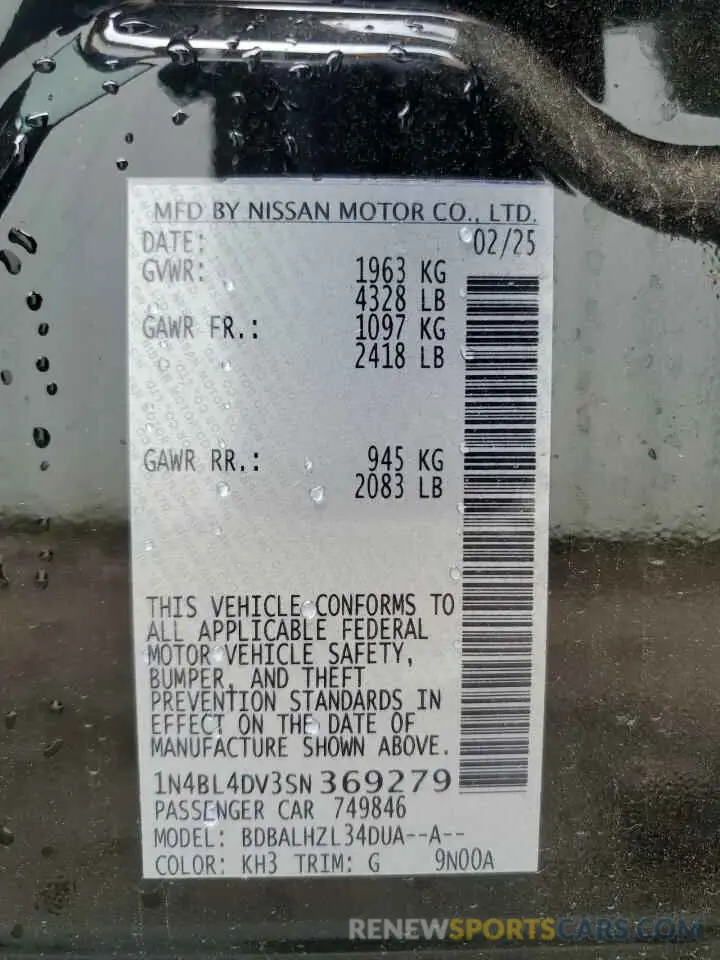 MFD BY NISSAN MOTOR CO., LTD.
DATE: 02/25
GVWR: 1963 KG
4328 LB
GAWR FR.: 1097 KG
2418 LB
GAWR RR.: 945 KG
2083 LB
THIS VEHICLE CONFORMS TO
ALL APPLICABLE FEDERAL
MOTOR VEHICLE SAFETY,
BUMPER, AND THEFT
PREVENTION STANDARDS IN
EFFECT ON THE DATE OF
MANUFACTURE SHOWN ABOVE.
1N4BL4DV3SN369279
PASSENGER CAR 749846
MODEL: BDBALHZL34DUA--A--
COLOR: KH3 TRIM: G 9N00A
RENEWSPORTSCARS.COM